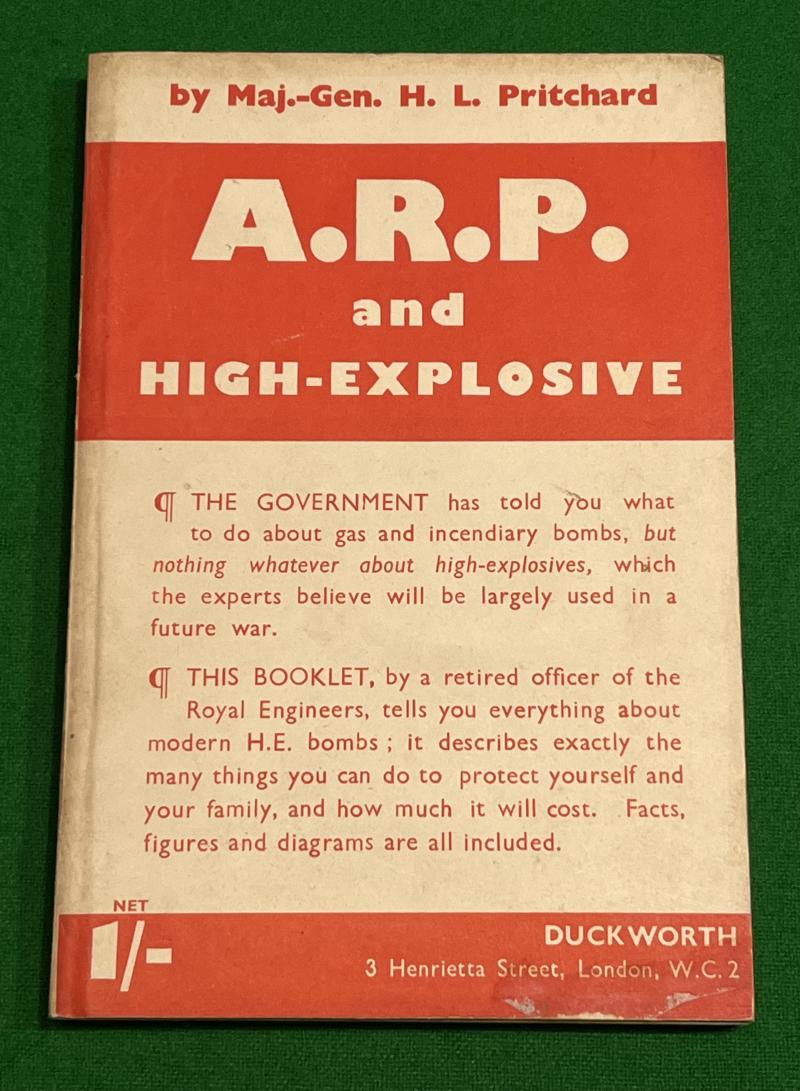 by Maj.-Gen. H. L. Pritchard
A.R.P.
and
HIGH-EXPLOSIVE
¶ THE GOVERNMENT has told you what
to do about gas and incendiary bombs, but
nothing whatever about high-explosives, which
the experts believe will be largely used in a
future war.
¶ THIS BOOKLET, by a retired officer of the
Royal Engineers, tells you everything about
modern H.E. bombs ; it describes exactly the
many things you can do to protect yourself and
your family, and how much it will cost. Facts,
figures and diagrams are all included.
NET
1/-
DUCKWORTH
3 Henrietta Street, London, W.C. 2